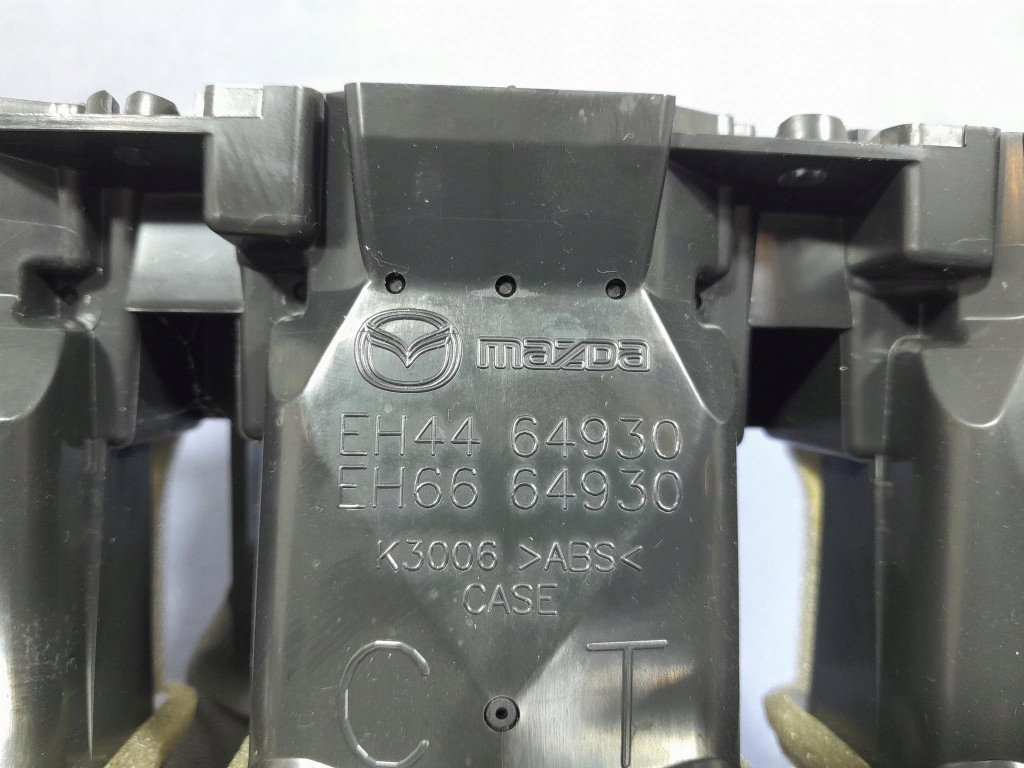 mazda
EH44 64930
EH66 64930
K3006 >ABS<
CASE
C T